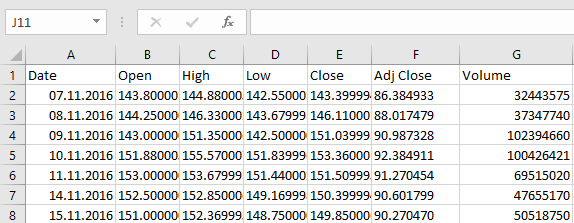 J11 fx
A B C D E F G
1 Date Open High Low Close Adj Close Volume
2 07.11.2016 143.80000 144.88000 142.55000 143.39999 86.384933 32443575
3 08.11.2016 144.25000 146.33000 143.67999 146.11000 88.017479 37347740
4 09.11.2016 143.00000 151.35000 142.50000 151.03999 90.987328 102394660
5 10.11.2016 151.88000 155.57000 151.83999 153.36000 92.384911 100426421
6 11.11.2016 153.00000 153.67999 151.44000 151.50999 91.270454 69515020
7 14.11.2016 152.50000 152.85000 149.16999 150.39999 90.601799 47655170
8 15.11.2016 151.00000 152.36999 148.75000 149.85000 90.270470 50518750